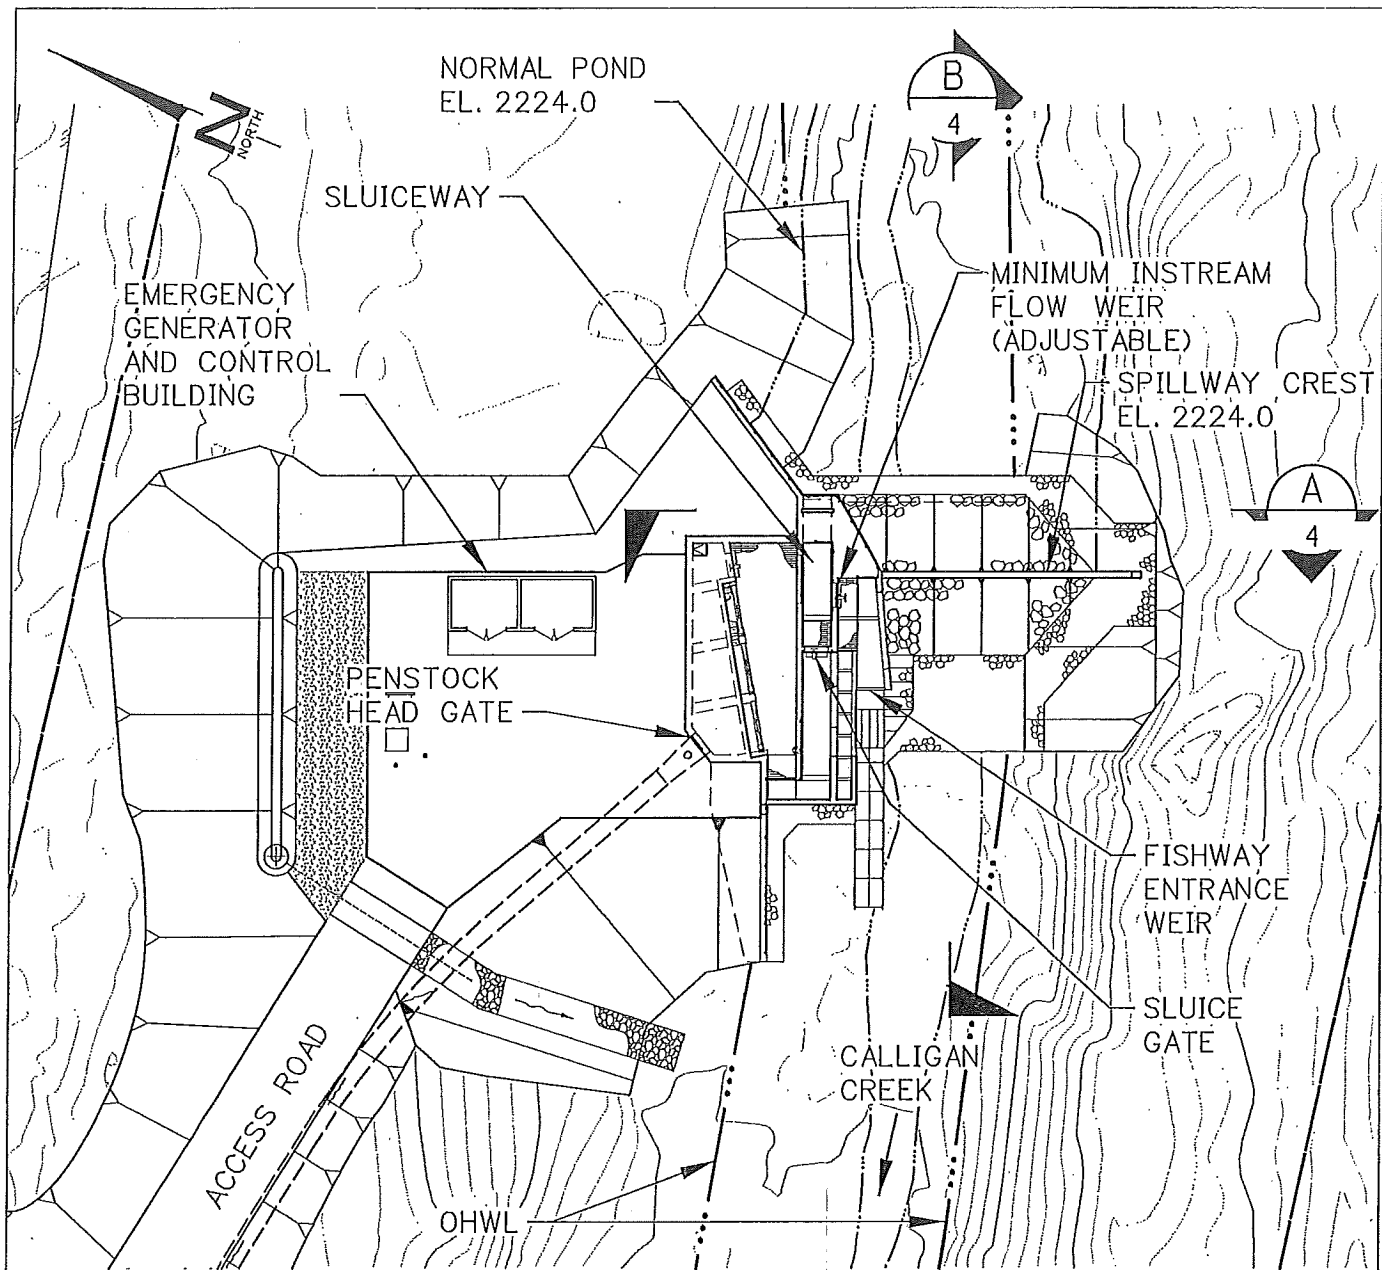 N
NORTH
NORMAL POND
EL. 2224.0
B
4
SLUICEWAY
EMERGENCY
GENERATOR
AND CONTROL
BUILDING
MINIMUM INSTREAM
FLOW WEIR
(ADJUSTABLE)
SPILLWAY CREST
EL. 2224.0
A
4
PENSTOCK
HEAD GATE
FISHWAY
ENTRANCE
WEIR
SLUICE
GATE
CALLIGAN
CREEK
ACCESS ROAD
OHWL